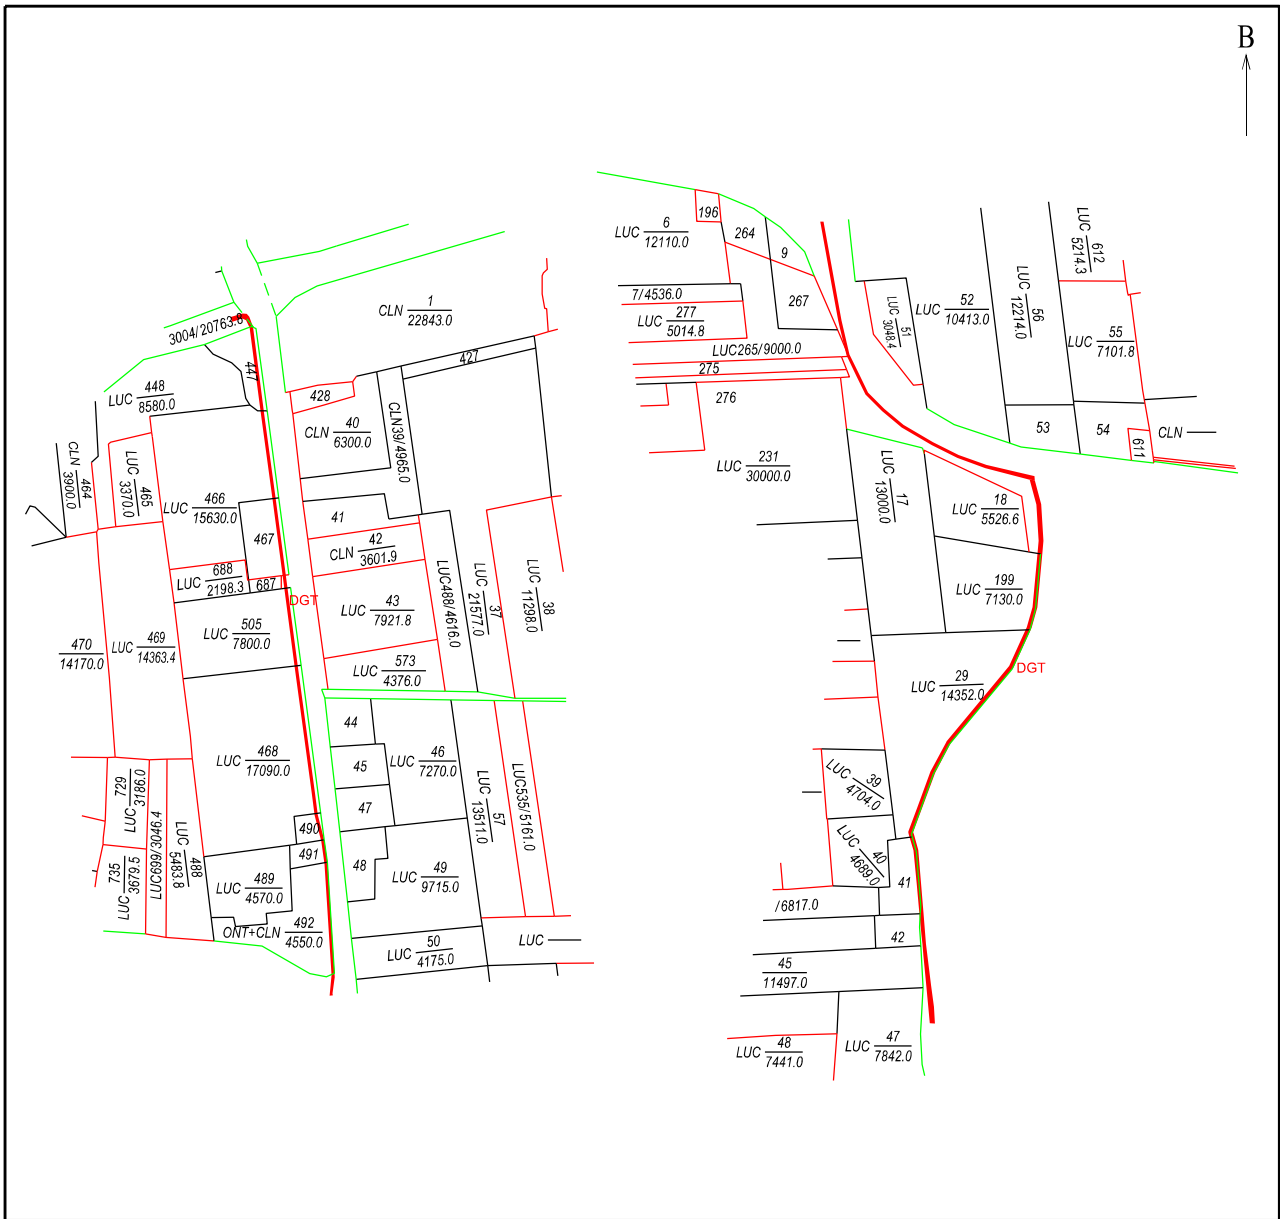 B
196
LUC 6
12110.0
264
9
267
LUC 612
5214.3
LUC 56
12214.0
LUC 52
10413.0
LUC 51
3048.4
LUC 55
7101.8
7/4536.0
LUC 277
5014.8
LUC265/9000.0
275
276
CLN 1
22843.0
3004/20763.8
447
427
LUC 448
8580.0
428
CLN 40
6300.0
CLN39/4965.0
53
54
611
CLN
CLN 464
3900.0
LUC 465
3370.0
LUC 466
15630.0
467
LUC 231
30000.0
LUC 17
13000.0
LUC 18
5526.6
41
CLN 42
3601.9
LUC 688
2198.3
687
DGT
LUC 43
7921.8
LUC488/4616.0
LUC 37
21577.0
LUC 38
11298.0
LUC 199
7130.0
470
14170.0
LUC 469
14363.4
LUC 505
7800.0
LUC 573
4376.0
DGT
LUC 29
14352.0
44
45
47
LUC 46
7270.0
LUC 468
17090.0
LUC 57
13511.0
LUC535/5161.0
LUC 729
3186.0
LUC699/3046.4
LUC 488
5483.8
LUC 735
3679.5
490
491
48
LUC 489
4570.0
LUC 49
9715.0
LUC 39
4704.0
LUC 40
4689.0
41
/6817.0
ONT+CLN 492
4550.0
LUC 50
4175.0
LUC
42
45
11497.0
LUC 48
7441.0
LUC 47
7842.0